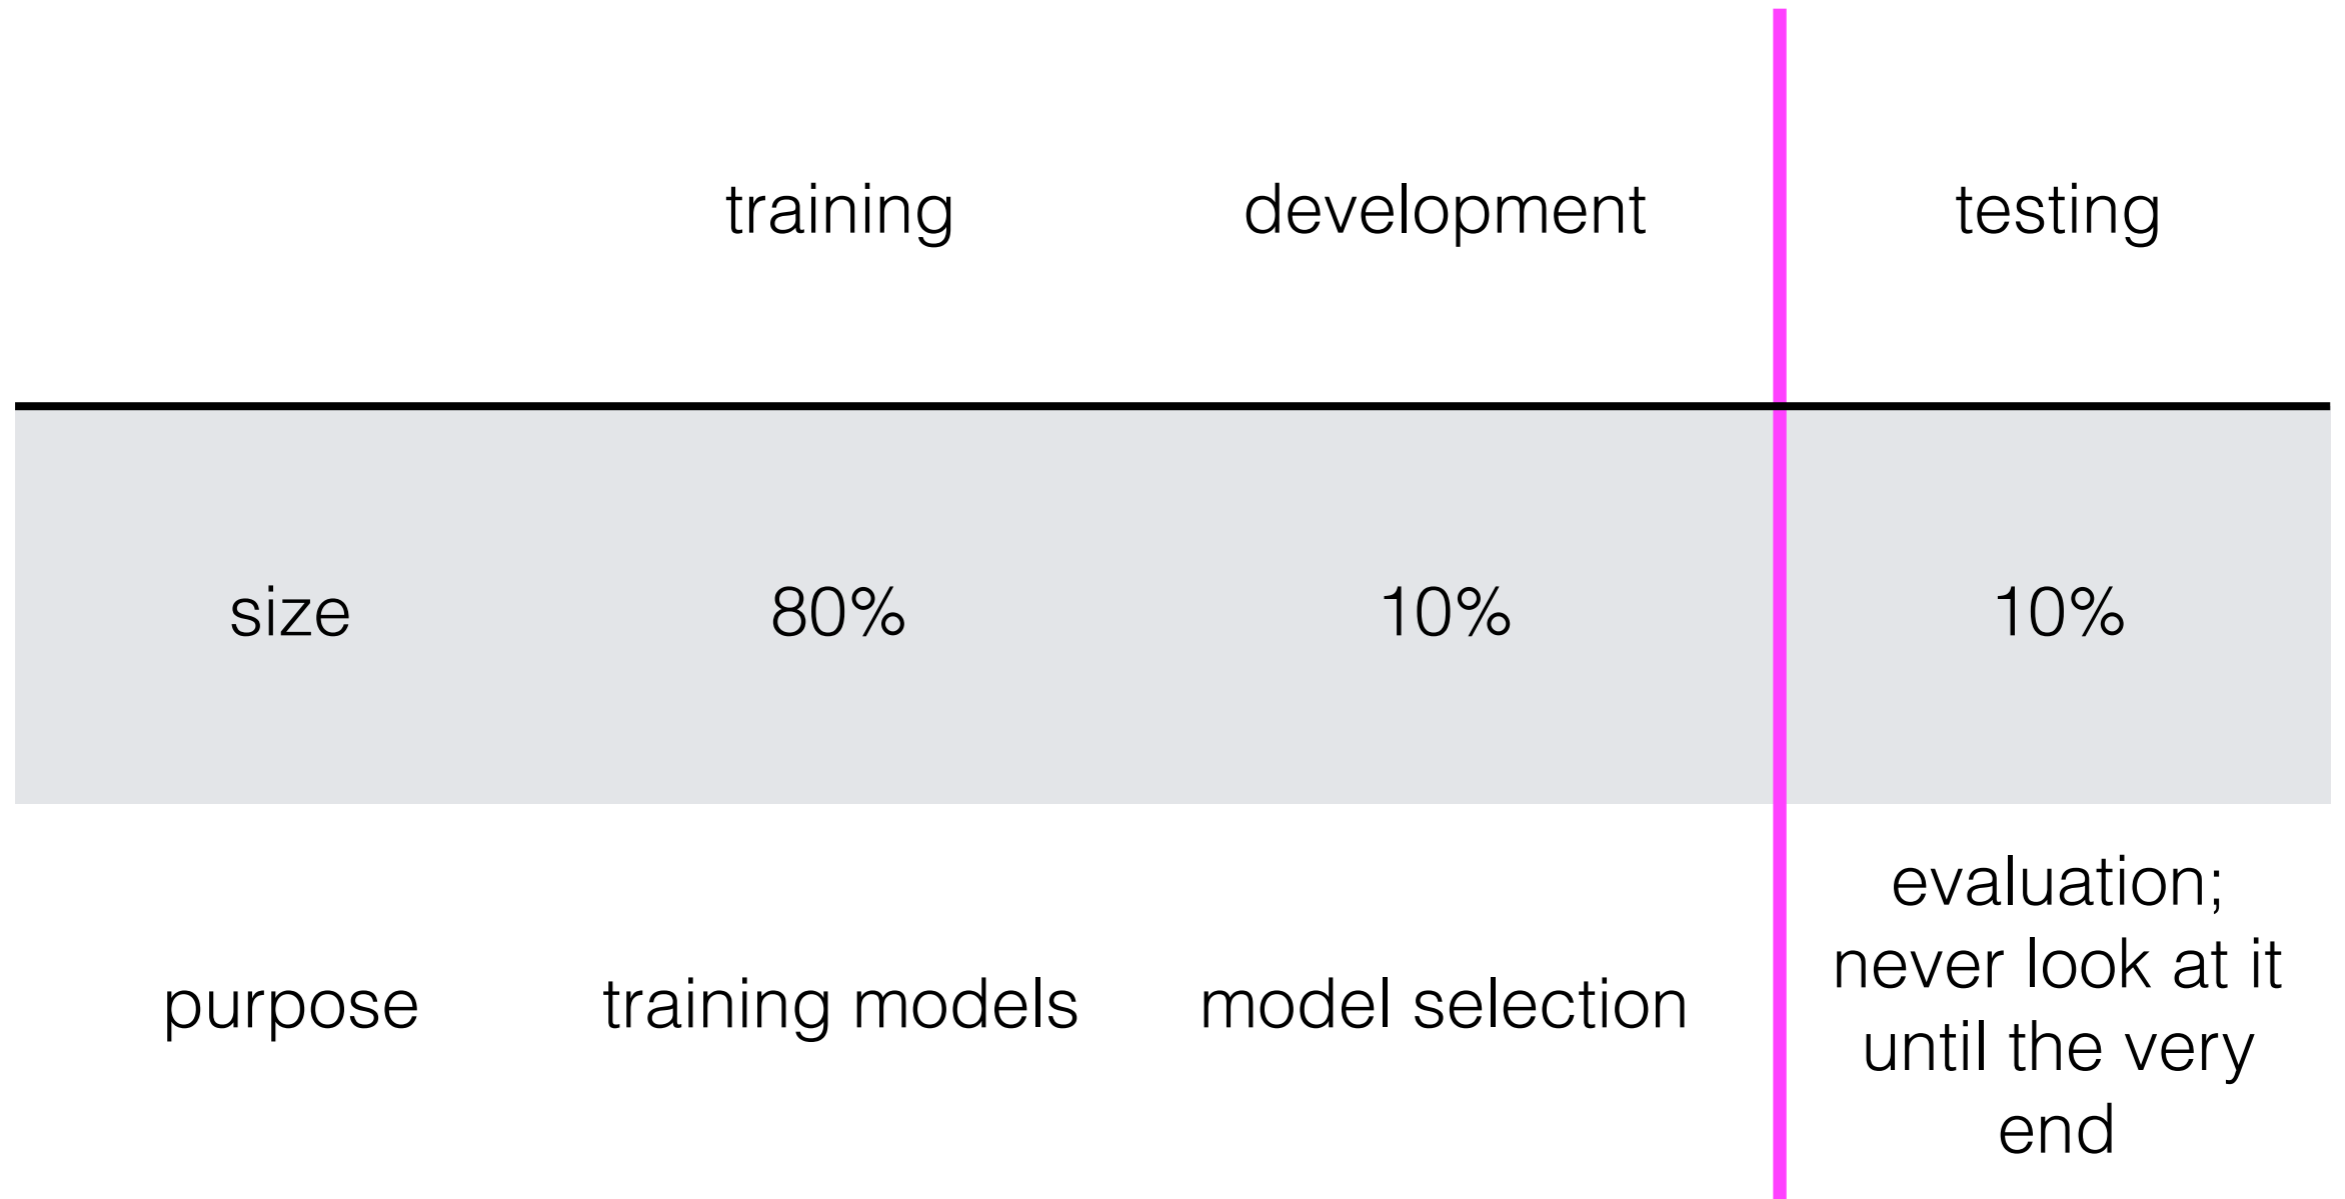 training development testing
size 80% 10% 10%
purpose training models model selection evaluation;
never look at it
until the very
end